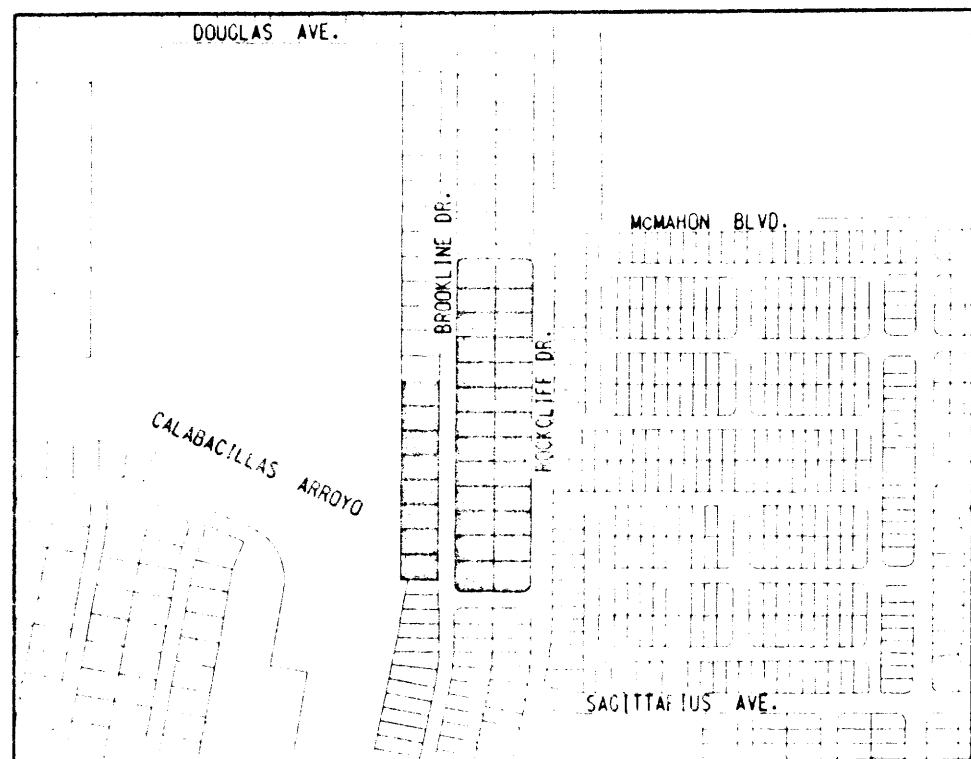 DOUGLAS AVE.
BROOKLINE DR.
McMAHON BLVD.
ROCKCLIFF DR.
CALABACILLAS ARROYO
SAGITTARIUS AVE.